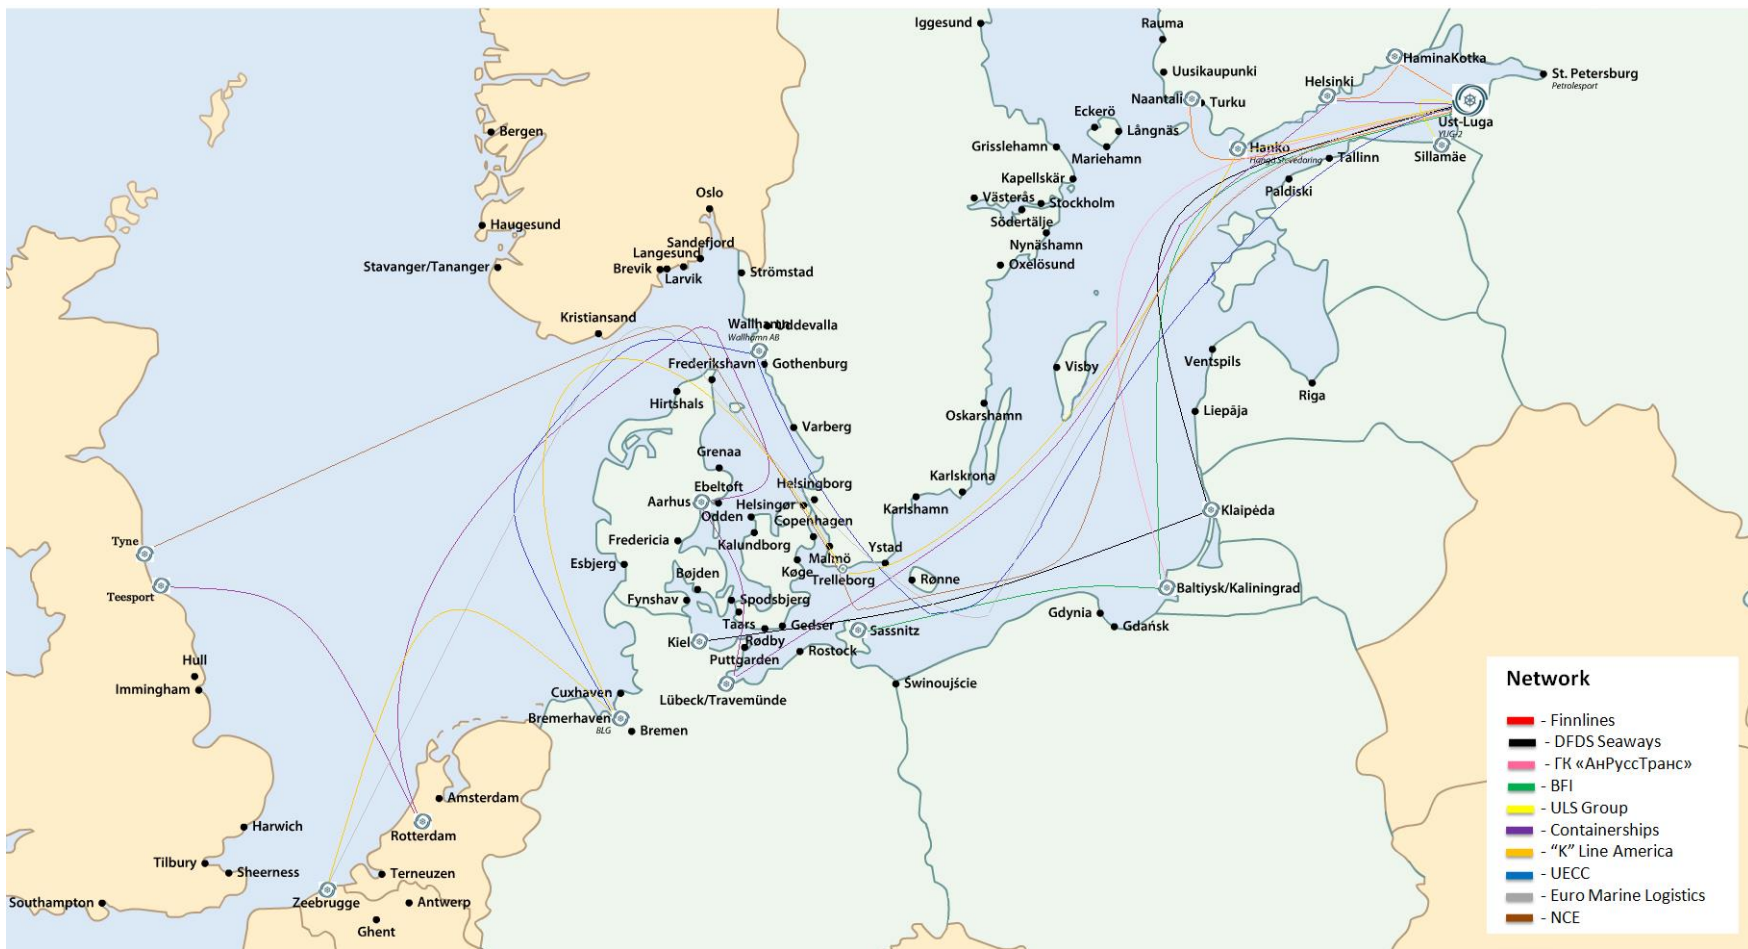 Iggesund
Rauma
HaminaKotka
St. Petersburg
Petrolesport
Uusikaupunki
Helsinki
Naantali
Turku
Ust-Luga
YUG-2
Eckerö
Långnäs
Bergen
Grisslehamn
Mariehamn
Hanko
Hangö Stevedoring
Tallinn
Sillamäe
Kapellskär
Paldiski
Oslo
Västerås
Stockholm
Södertälje
Haugesund
Nynäshamn
Sandefjord
Langesund
Stavanger/Tananger
Brevik
Larvik
Strömstad
Oxelösund
Kristiansand
Wallhamn
Uddevalla
Wallhamn AB
Frederikshavn
Gothenburg
Visby
Ventspils
Hirtshals
Riga
Oskarshamn
Liepāja
Varberg
Grenaa
Karlskrona
Ebeltoft
Helsingborg
Aarhus
Helsingør
Karlshamn
Klaipėda
Odden
Copenhagen
Tyne
Fredericia
Kalundborg
Ystad
Malmö
Esbjerg
Køge
Trelleborg
Bøjden
Rønne
Baltiysk/Kaliningrad
Teesport
Fynshav
Spodsbjerg
Gdynia
Taars
Gedser
Sassnitz
Gdańsk
Kiel
Rødby
Rostock
Puttgarden
Hull
Immingham
Świnoujście
Cuxhaven
Lübeck/Travemünde
Bremerhaven
BLG
Bremen
Amsterdam
Harwich
Rotterdam
Tilbury
Sheerness
Terneuzen
Southampton
Zeebrugge
Antwerp
Ghent
Network
- Finnlines
- DFDS Seaways
- ГК «АнРуссТранс»
- BFI
- ULS Group
- Containerships
- “K” Line America
- UECC
- Euro Marine Logistics
- NCE